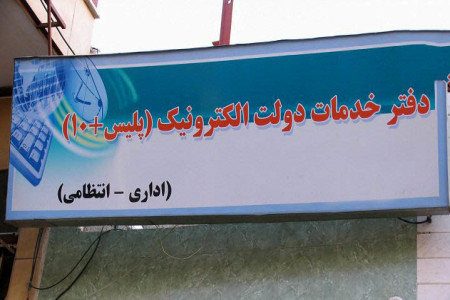 دفتر خدمات دولت الکترونیک (پلیس+۱۰)
(اداری - انتظامی)